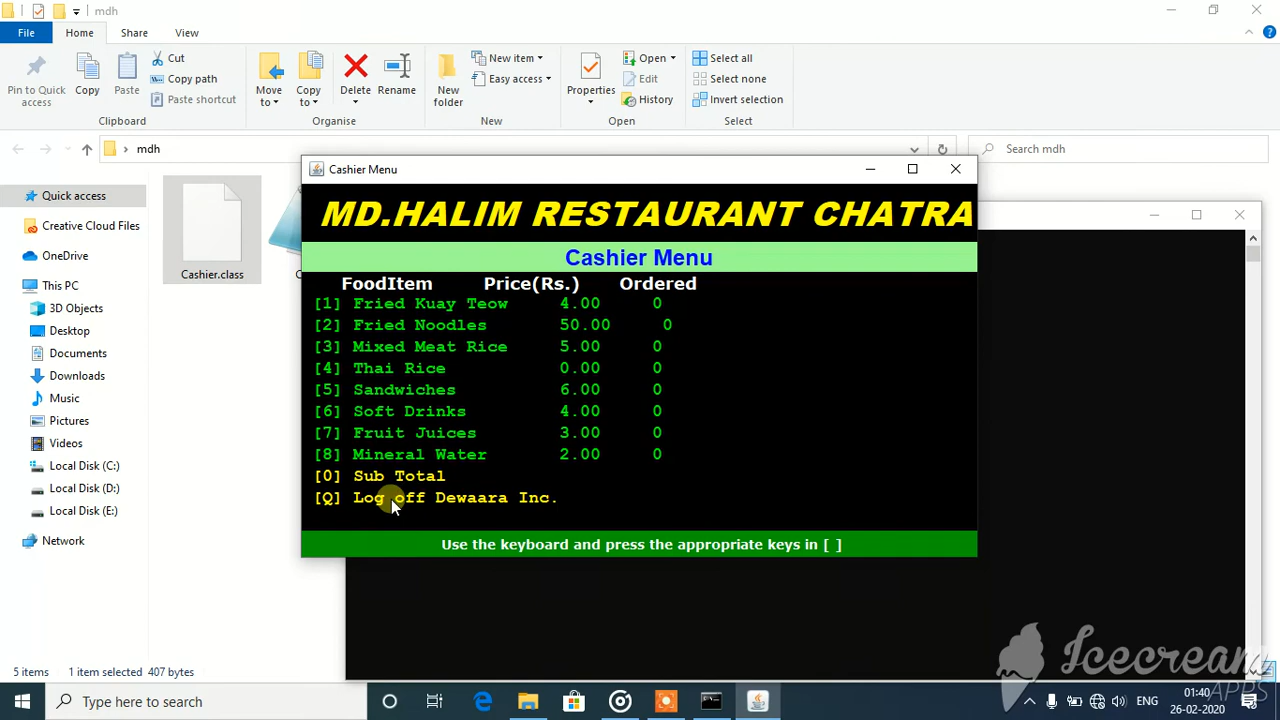 mdh
File Home Share View
Pin to Quick access
Copy
Paste
Cut
Copy path
Paste shortcut
Clipboard
Move to
Copy to
Delete
Rename
Organise
New folder
New item
Easy access
New
Properties
Open
Edit
History
Open
Select all
Select none
Invert selection
Select
mdh
Search mdh
Quick access
Creative Cloud Files
OneDrive
This PC
3D Objects
Desktop
Documents
Downloads
Music
Pictures
Videos
Local Disk (C:)
Local Disk (D:)
Local Disk (E:)
Network
Cashier.class
Cashier Menu
MD.HALIM RESTAURANT CHATRA
Cashier Menu
FoodItem Price(Rs.) Ordered
[1] Fried Kuay Teow 4.00 0
[2] Fried Noodles 50.00 0
[3] Mixed Meat Rice 5.00 0
[4] Thai Rice 0.00 0
[5] Sandwiches 6.00 0
[6] Soft Drinks 4.00 0
[7] Fruit Juices 3.00 0
[8] Mineral Water 2.00 0
[0] Sub Total
[Q] Log off Dewaara Inc.
Use the keyboard and press the appropriate keys in [ ]
5 items 1 item selected 407 bytes
Icecream
APPS
Type here to search
ENG
01:40
26-02-2020